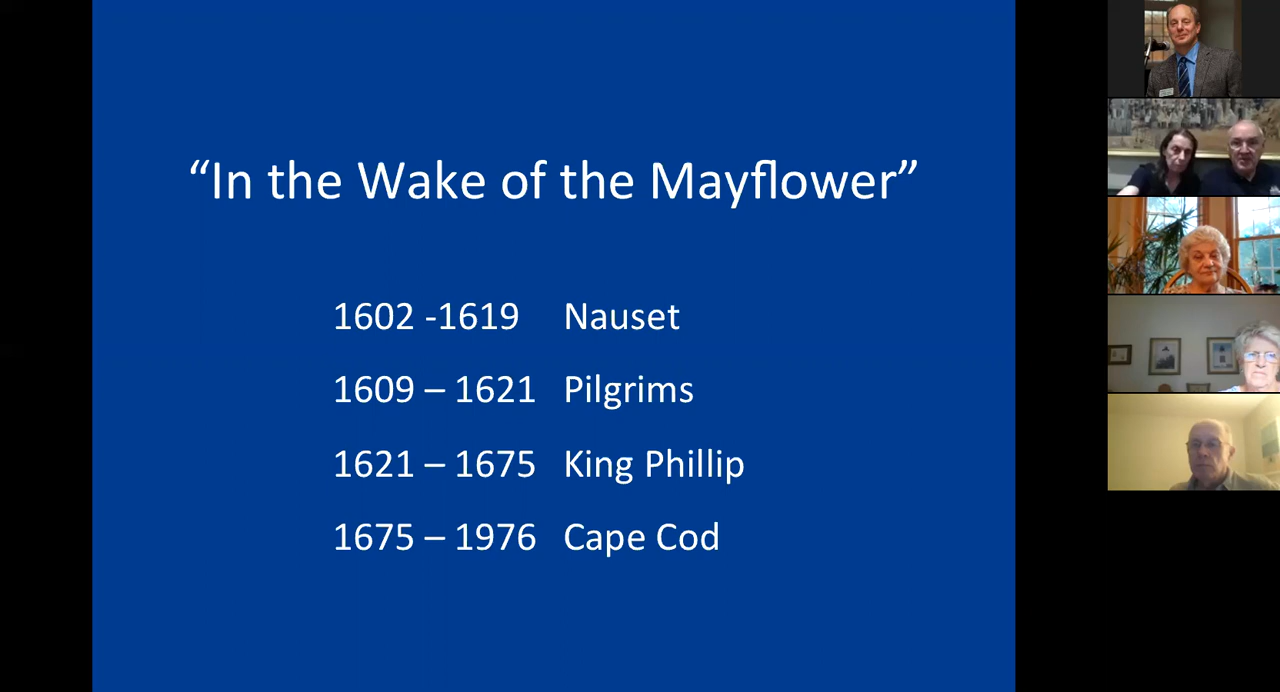 “In the Wake of the Mayflower”
1602 -1619 Nauset
1609 – 1621 Pilgrims
1621 – 1675 King Phillip
1675 – 1976 Cape Cod